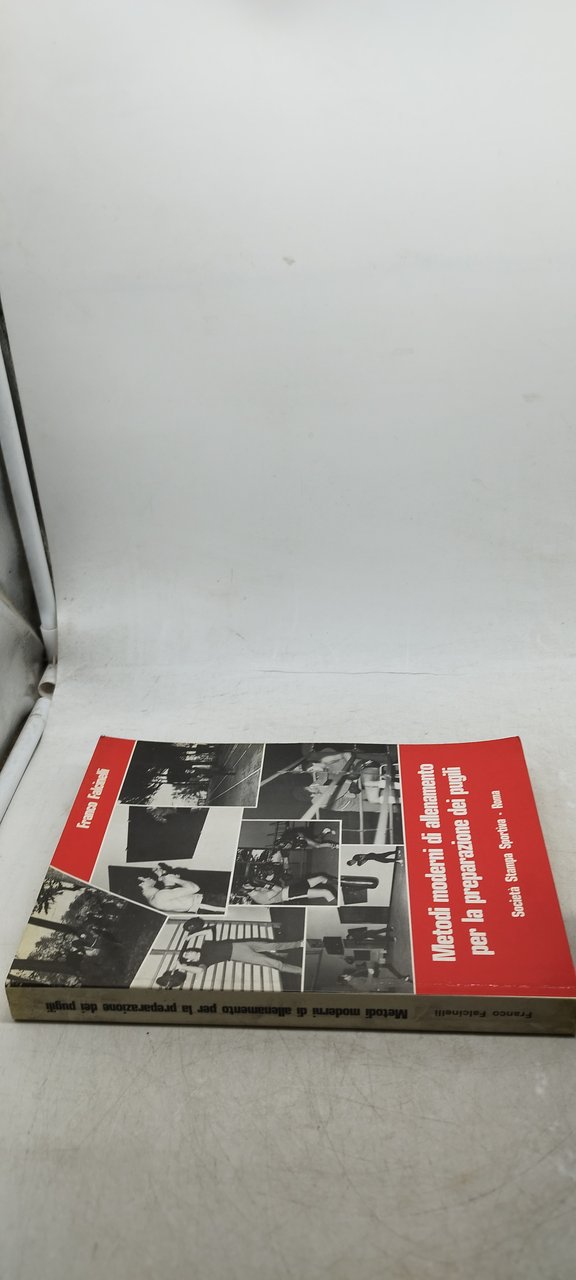 Franco Falcinelli
Metodi moderni di allenamento
per la preparazione dei pugili
Società Stampa Sportiva - Roma
Franco Falcinelli Metodi moderni di allenamento per la preparazione dei pugili